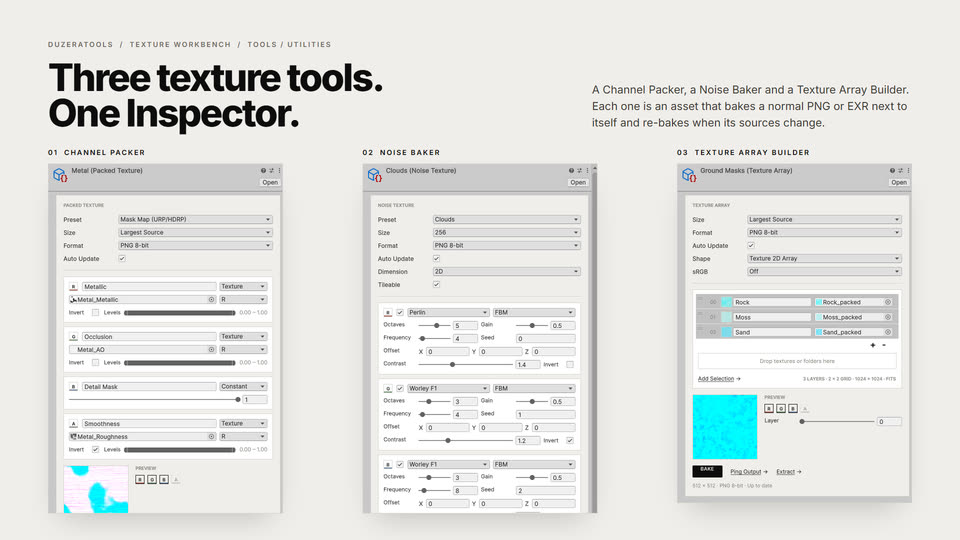 DUZERATOOLS / TEXTURE WORKBENCH / TOOLS / UTILITIES
Three texture tools.
One Inspector.
A Channel Packer, a Noise Baker and a Texture Array Builder.
Each one is an asset that bakes a normal PNG or EXR next to
itself and re-bakes when its sources change.
01 CHANNEL PACKER
Metal (Packed Texture)
Open
PACKED TEXTURE
Preset Mask Map (URP/HDRP)
Size Largest Source
Format PNG 8-bit
Auto Update
R Metallic Texture
Metal_Metallic R
Invert Levels 0.00 – 1.00
G Occlusion Texture
Metal_AO R
Invert Levels 0.00 – 1.00
B Detail Mask Constant
1
A Smoothness Texture
Metal_Roughness R
Invert Levels 0.00 – 1.00
PREVIEW
R G B A
02 NOISE BAKER
Clouds (Noise Texture)
Open
NOISE TEXTURE
Preset Clouds
Size 256
Format PNG 8-bit
Auto Update
Dimension 2D
Tileable
R Perlin FBM
Octaves 5 Gain 0.5
Frequency 4 Seed 0
Offset X 0 Y 0 Z 0
Contrast 1.4 Invert
G Worley F1 FBM
Octaves 3 Gain 0.5
Frequency 4 Seed 1
Offset X 0 Y 0 Z 0
Contrast 1.2 Invert
B Worley F1 FBM
Octaves 3 Gain 0.5
Frequency 8 Seed 2
Offset X 0 Y 0 Z 0
03 TEXTURE ARRAY BUILDER
Ground Masks (Texture Array)
Open
TEXTURE ARRAY
Size Largest Source
Format PNG 8-bit
Auto Update
Shape Texture 2D Array
sRGB Off
00 Rock Rock_packed
01 Moss Moss_packed
02 Sand Sand_packed
+ -
Drop textures or folders here
Add Selection → 3 LAYERS · 2 × 2 GRID · 1024 × 1024 · FITS
PREVIEW
R G B A
Layer 0
BAKE Ping Output → Extract →
512 × 512 · PNG 8-bit · Up to date